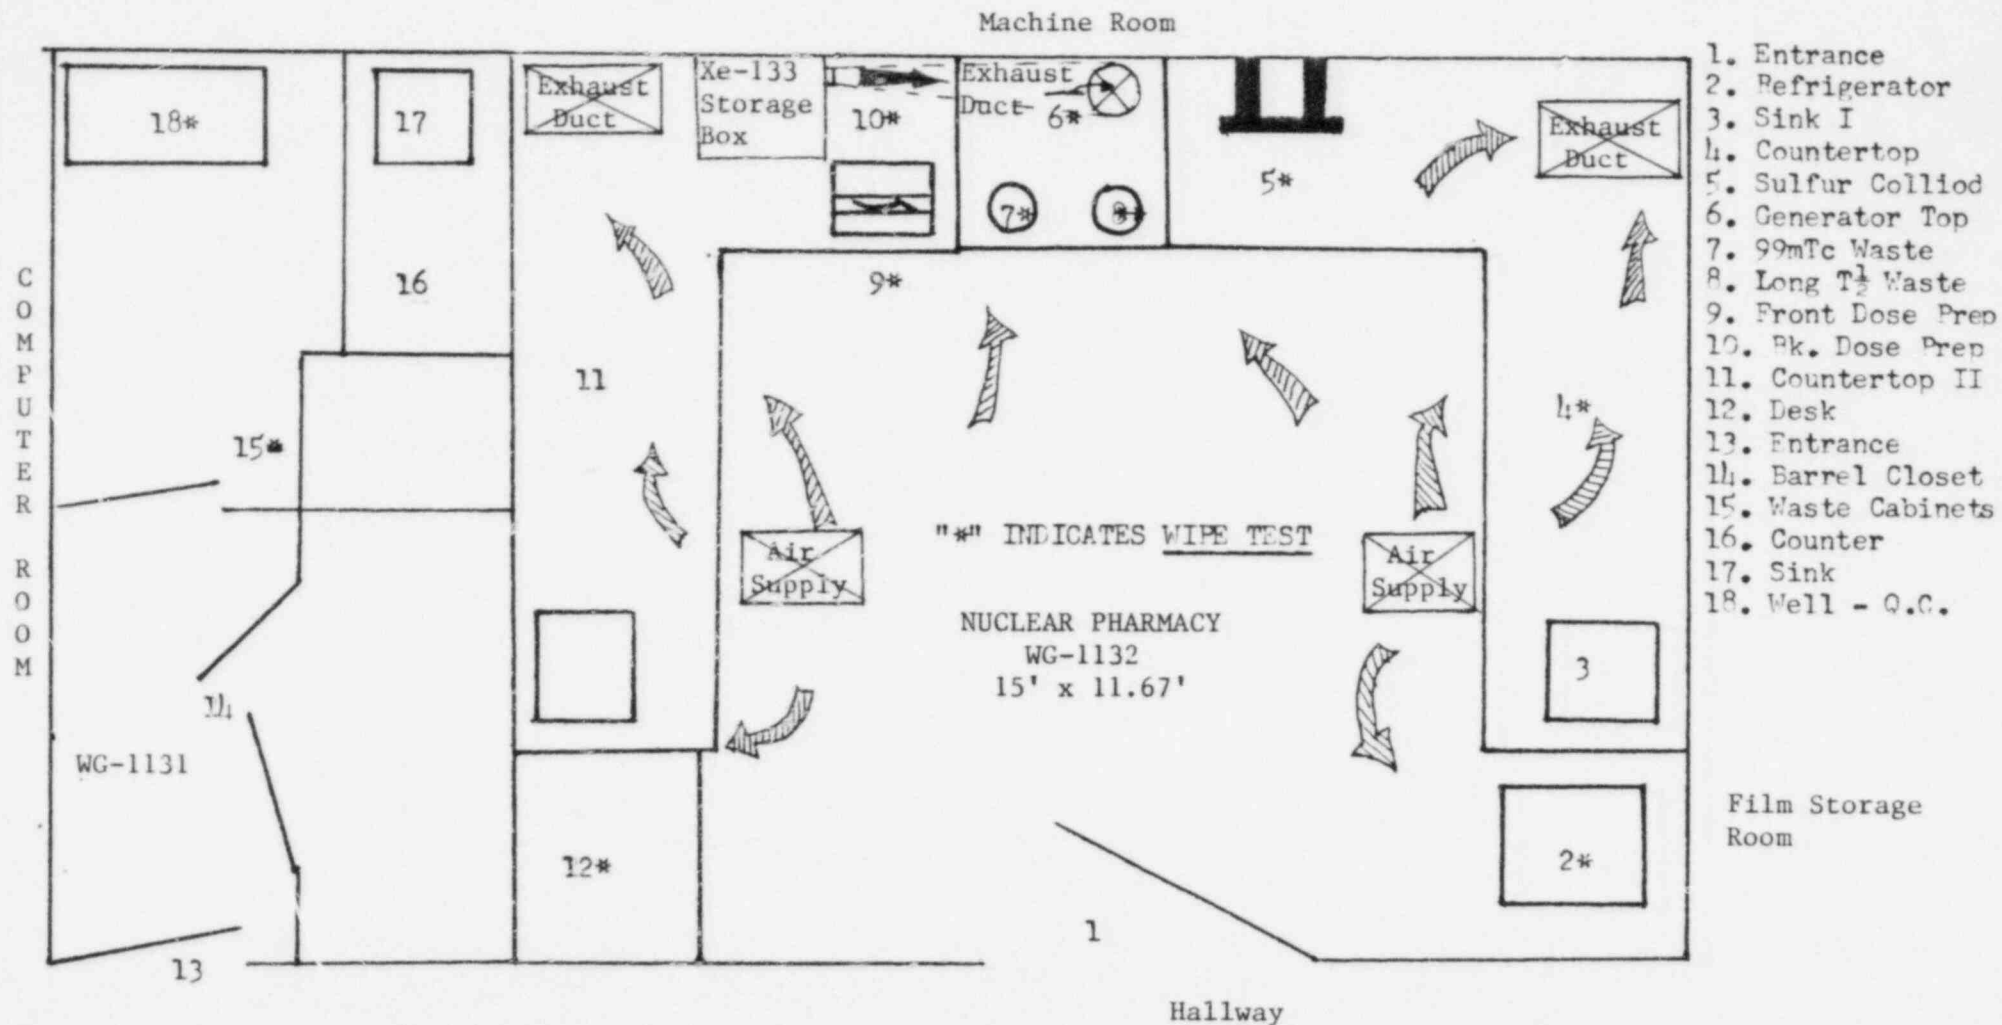 Machine Room
1. Entrance
2. Refrigerator
3. Sink I
4. Countertop
5. Sulfur Colliod
6. Generator Top
7. 99mTc Waste
8. Long T½ Waste
9. Front Dose Prep
10. Bk. Dose Prep
11. Countertop II
12. Desk
13. Entrance
14. Barrel Closet
15. Waste Cabinets
16. Counter
17. Sink
18. Well - Q.C.
COMPUTER ROOM
18*
17
Exhaust
Duct
Xe-133
Storage
Box
10*
Exhaust
Duct
6*
7*
8*
5*
Exhaust
Duct
16
9*
11
4*
15*
Air
Supply
"*" INDICATES WIPE TEST
Air
Supply
NUCLEAR PHARMACY
WG-1132
15' x 11.67'
3
14
WG-1131
12*
2*
Film Storage
Room
1
13
Hallway